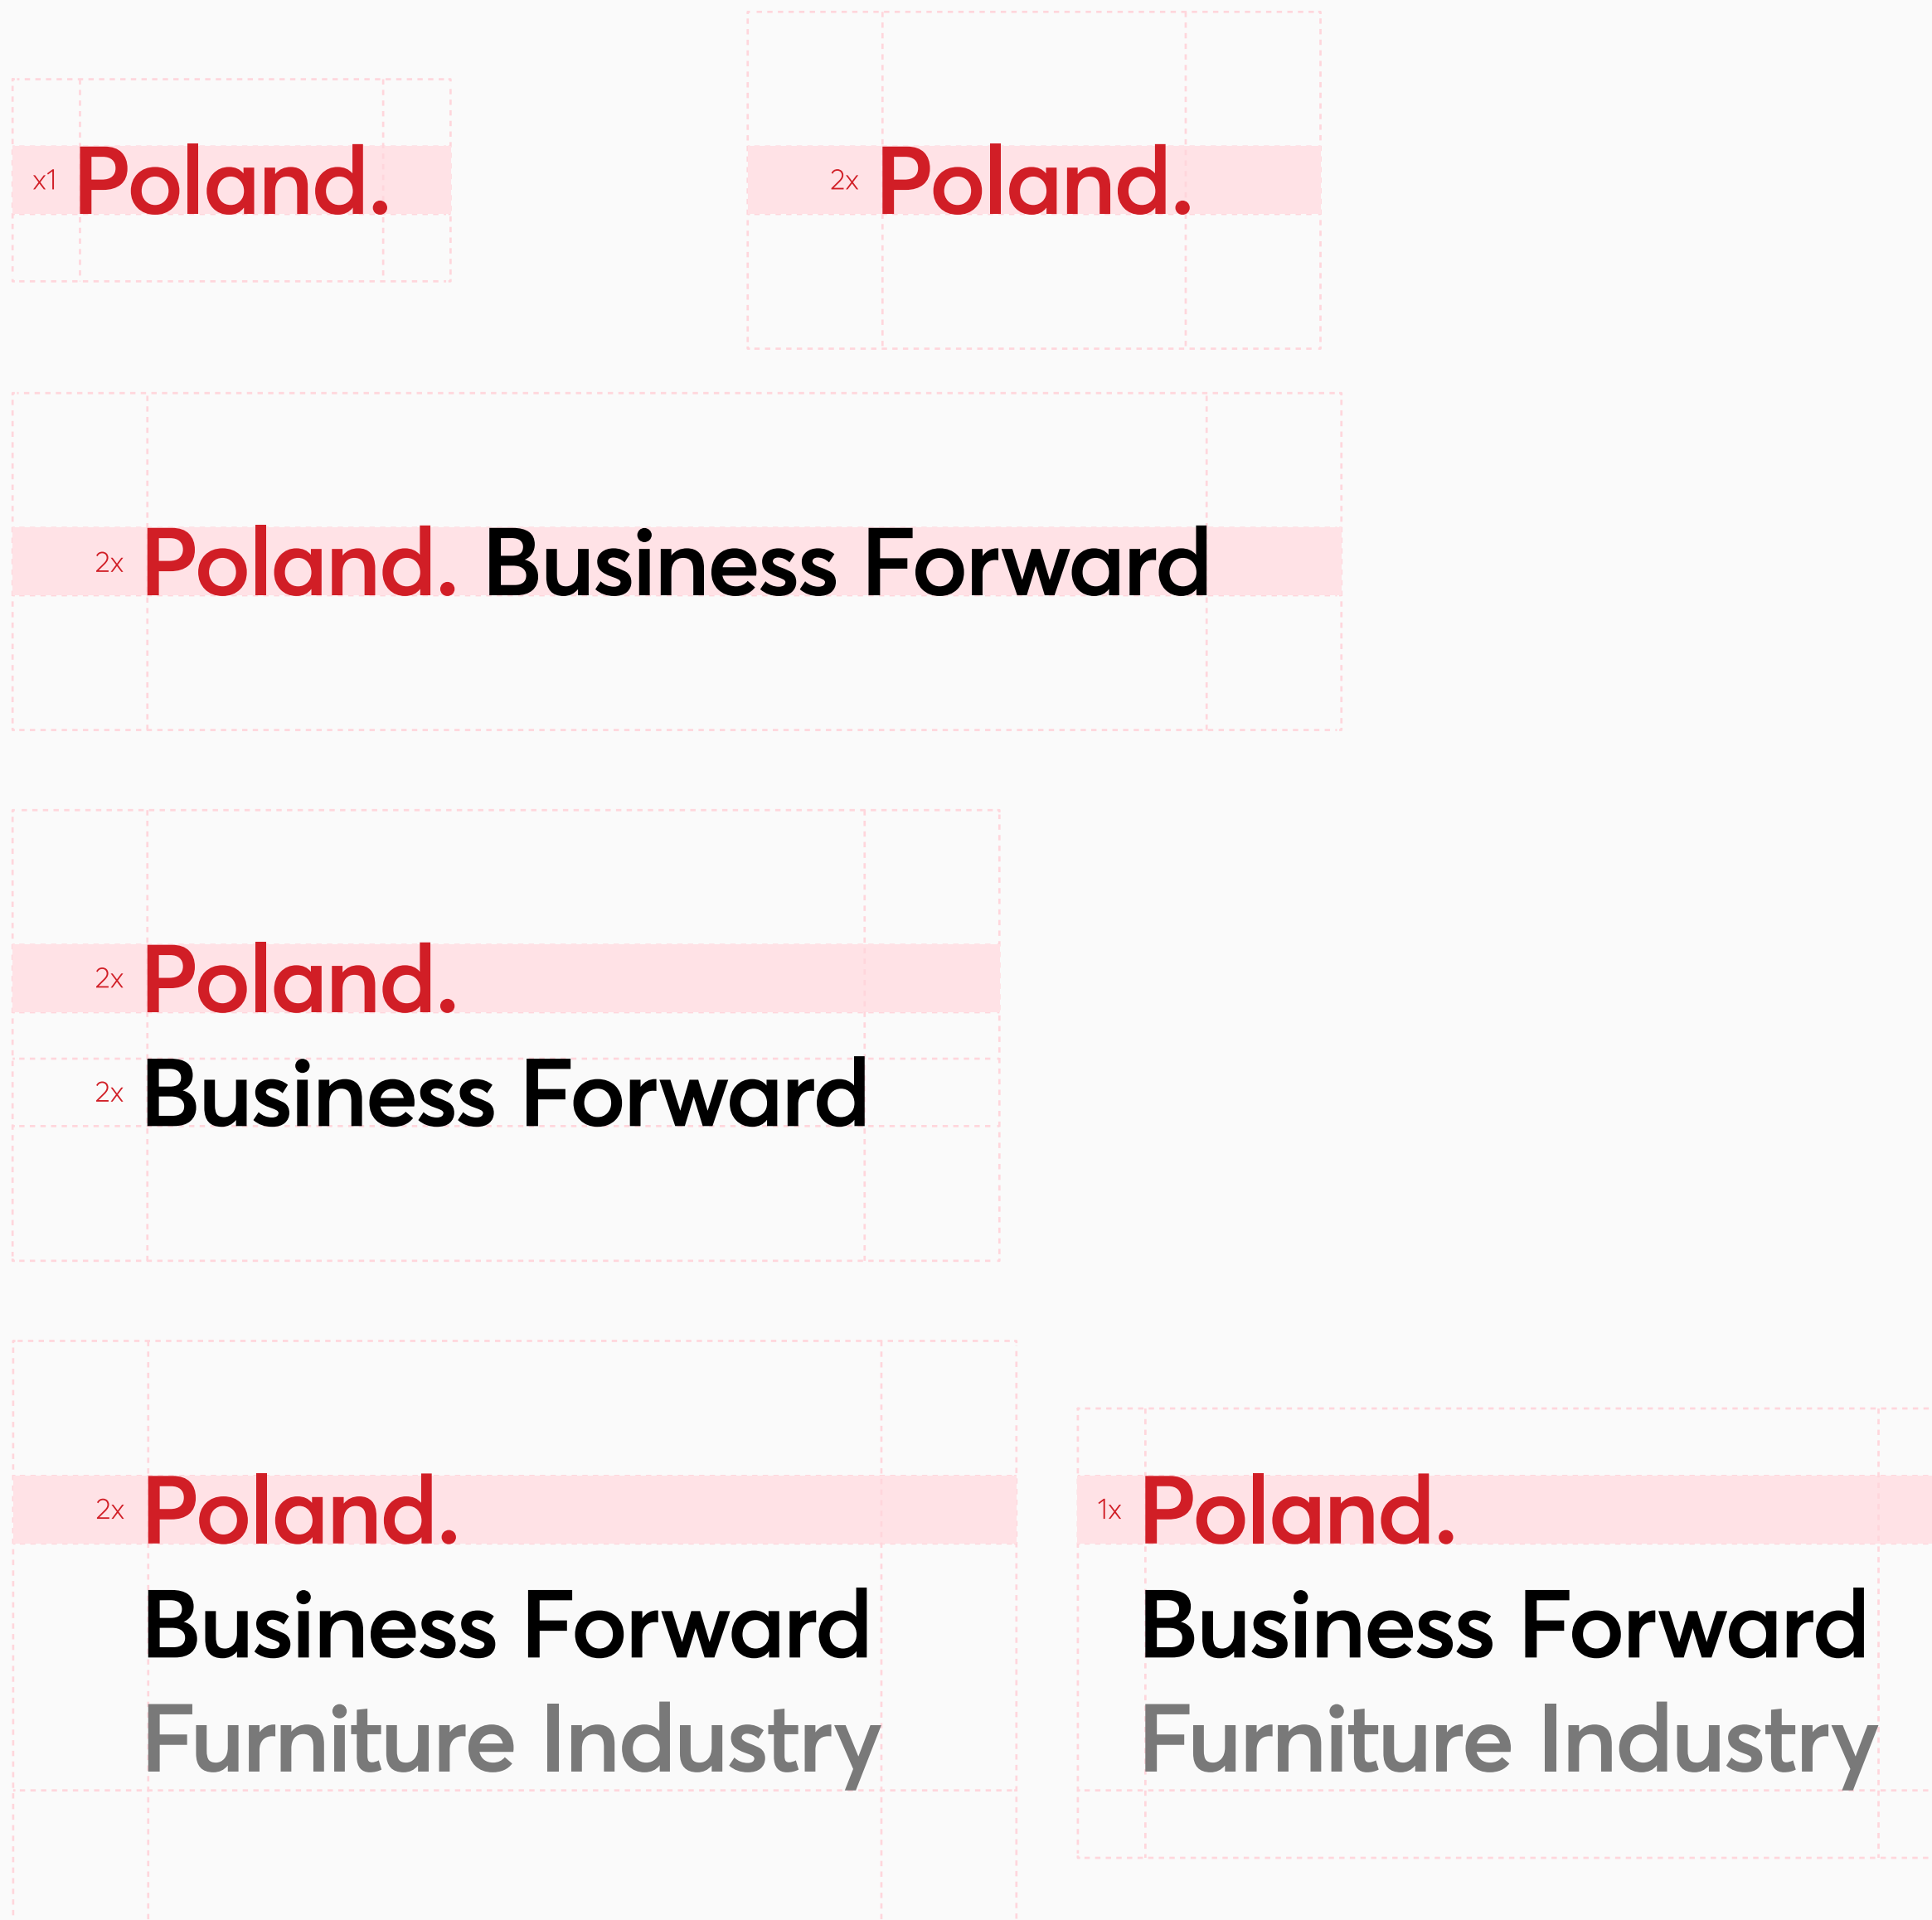 x1 Poland.
2x Poland.
2x Poland. Business Forward
2x Poland.
2x Business Forward
2x Poland.
Business Forward
Furniture Industry
1x Poland.
Business Forward
Furniture Industry